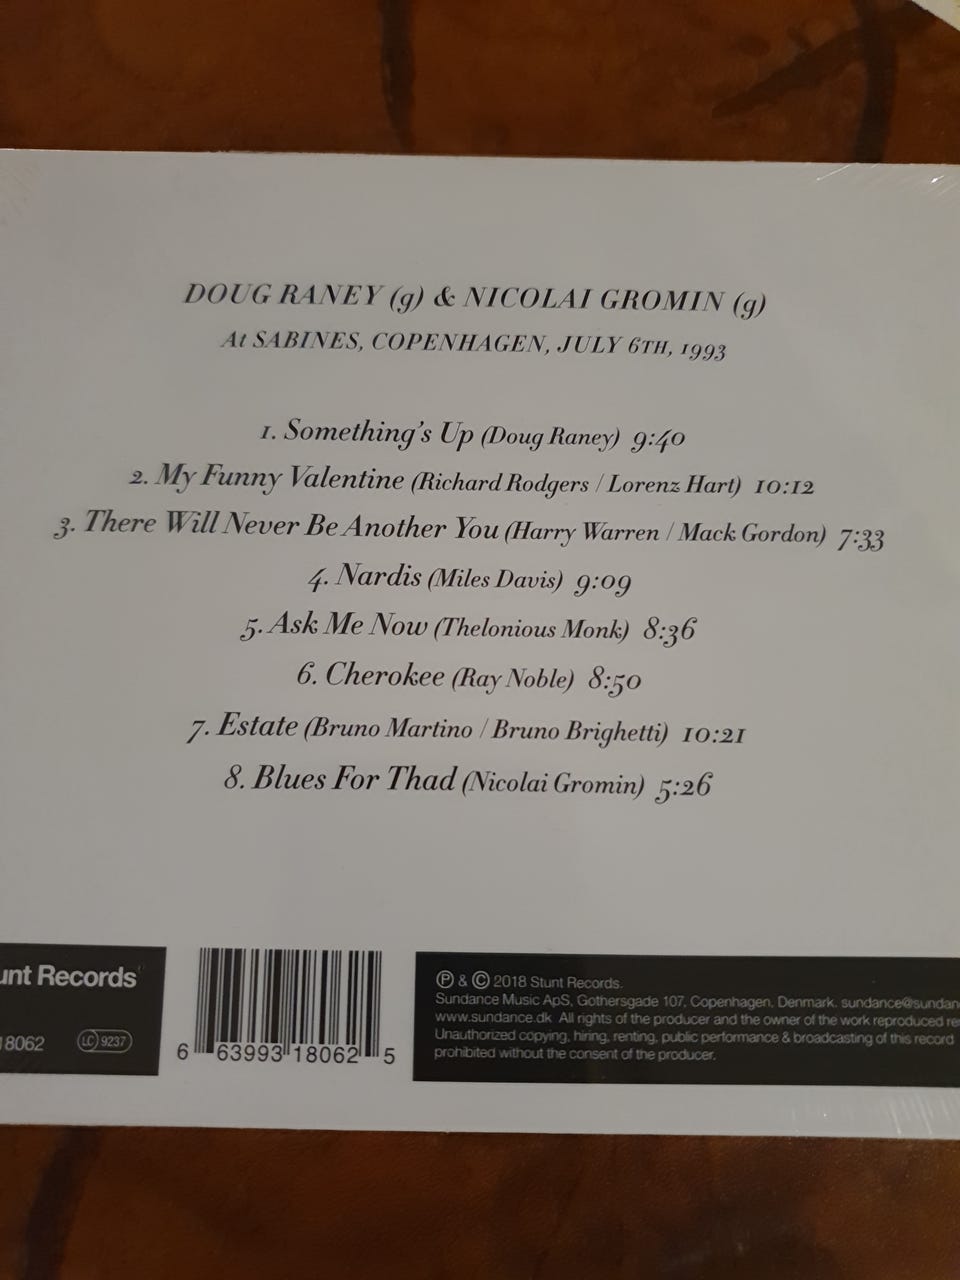 DOUG RANEY (g) & NICOLAI GROMIN (g)
At SABINES, COPENHAGEN, JULY 6TH, 1993
1. Something's Up (Doug Raney) 9:40
2. My Funny Valentine (Richard Rodgers / Lorenz Hart) 10:12
3. There Will Never Be Another You (Harry Warren / Mack Gordon) 7:33
4. Nardis (Miles Davis) 9:09
5. Ask Me Now (Thelonious Monk) 8:36
6. Cherokee (Ray Noble) 8:50
7. Estate (Bruno Martino / Bruno Brighetti) 10:21
8. Blues For Thad (Nicolai Gromin) 5:26
unt Records
18062 LC 9237
6 63993 18062 5
℗ & © 2018 Stunt Records.
Sundance Music ApS, Gothersgade 107, Copenhagen, Denmark. sundance@sundan
www.sundance.dk All rights of the producer and the owner of the work reproduced re
Unauthorized copying, hiring, renting, public performance & broadcasting of this record
prohibited without the consent of the producer.